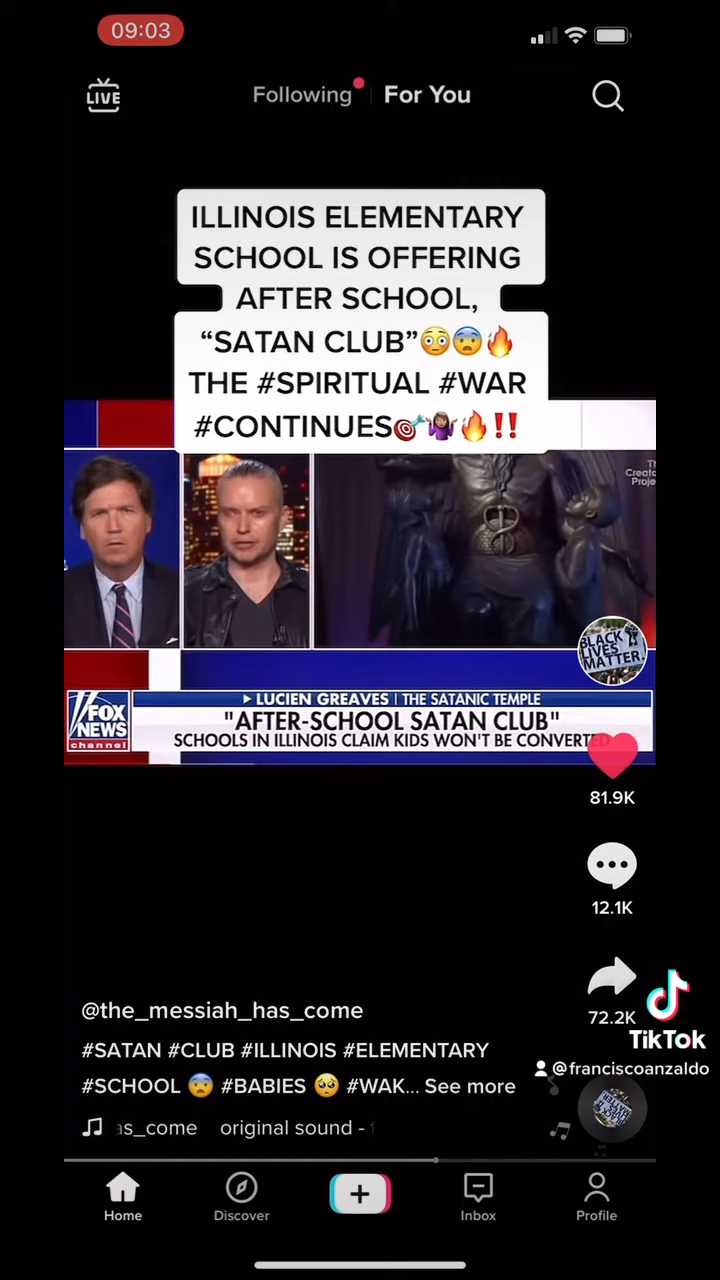 09:03
LIVE
Following
For You
ILLINOIS ELEMENTARY
SCHOOL IS OFFERING
AFTER SCHOOL,
“SATAN CLUB”😳😨🔥
THE #SPIRITUAL #WAR
#CONTINUES🎯🤷🏽‍♀️🔥‼️
BLACK
LIVES
MATTER.
LUCIEN GREAVES | THE SATANIC TEMPLE
FOX
NEWS
channel
"AFTER-SCHOOL SATAN CLUB"
SCHOOLS IN ILLINOIS CLAIM KIDS WON'T BE CONVERTED
81.9K
12.1K
72.2K
TikTok
@franciscoanzaldo
@the_messiah_has_come
#SATAN #CLUB #ILLINOIS #ELEMENTARY
#SCHOOL 😨 #BABIES 🥺 #WAK... See more
as_come original sound -
Home
Discover
Inbox
Profile